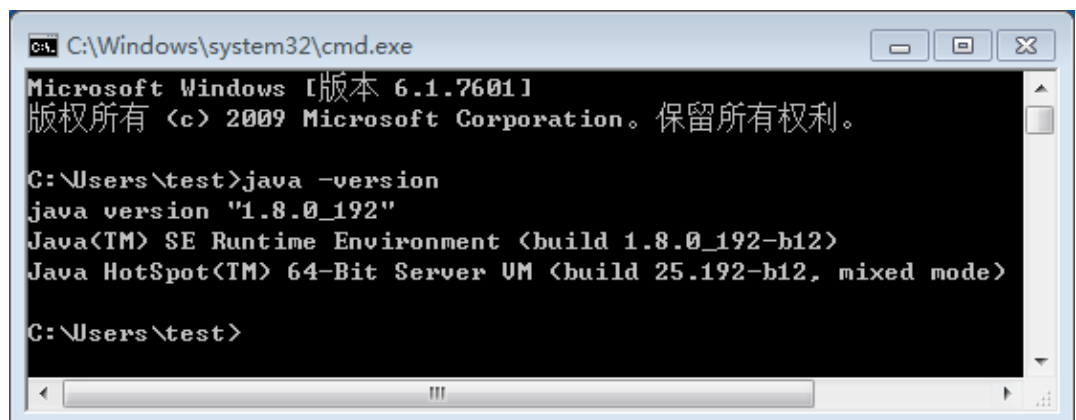 C:\Windows\system32\cmd.exe
Microsoft Windows [版本 6.1.7601]
版权所有 (c) 2009 Microsoft Corporation。保留所有权利。
C:\Users\test>java -version
java version "1.8.0_192"
Java(TM) SE Runtime Environment (build 1.8.0_192-b12)
Java HotSpot(TM) 64-Bit Server VM (build 25.192-b12, mixed mode)
C:\Users\test>